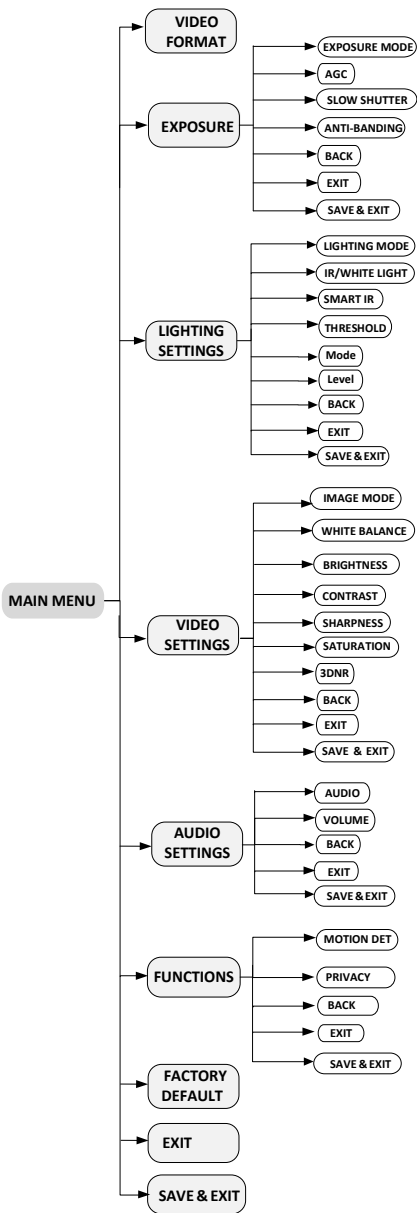 VIDEO
FORMAT
EXPOSURE
EXPOSURE MODE
AGC
SLOW SHUTTER
ANTI-BANDING
BACK
EXIT
SAVE & EXIT
LIGHTING
SETTINGS
LIGHTING MODE
IR/WHITE LIGHT
SMART IR
THRESHOLD
Mode
Level
BACK
EXIT
SAVE & EXIT
MAIN MENU
VIDEO
SETTINGS
IMAGE MODE
WHITE BALANCE
BRIGHTNESS
CONTRAST
SHARPNESS
SATURATION
3DNR
BACK
EXIT
SAVE & EXIT
AUDIO
SETTINGS
AUDIO
VOLUME
BACK
EXIT
SAVE & EXIT
FUNCTIONS
MOTION DET
PRIVACY
BACK
EXIT
SAVE & EXIT
FACTORY
DEFAULT
EXIT
SAVE & EXIT